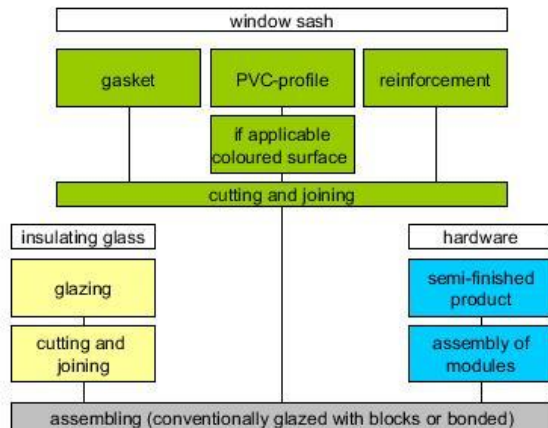 window sash
gasket
PVC-profile
reinforcement
if applicable
coloured surface
cutting and joining
insulating glass
hardware
glazing
semi-finished
product
cutting and
joining
assembly of
modules
assembling (conventionally glazed with blocks or bonded)